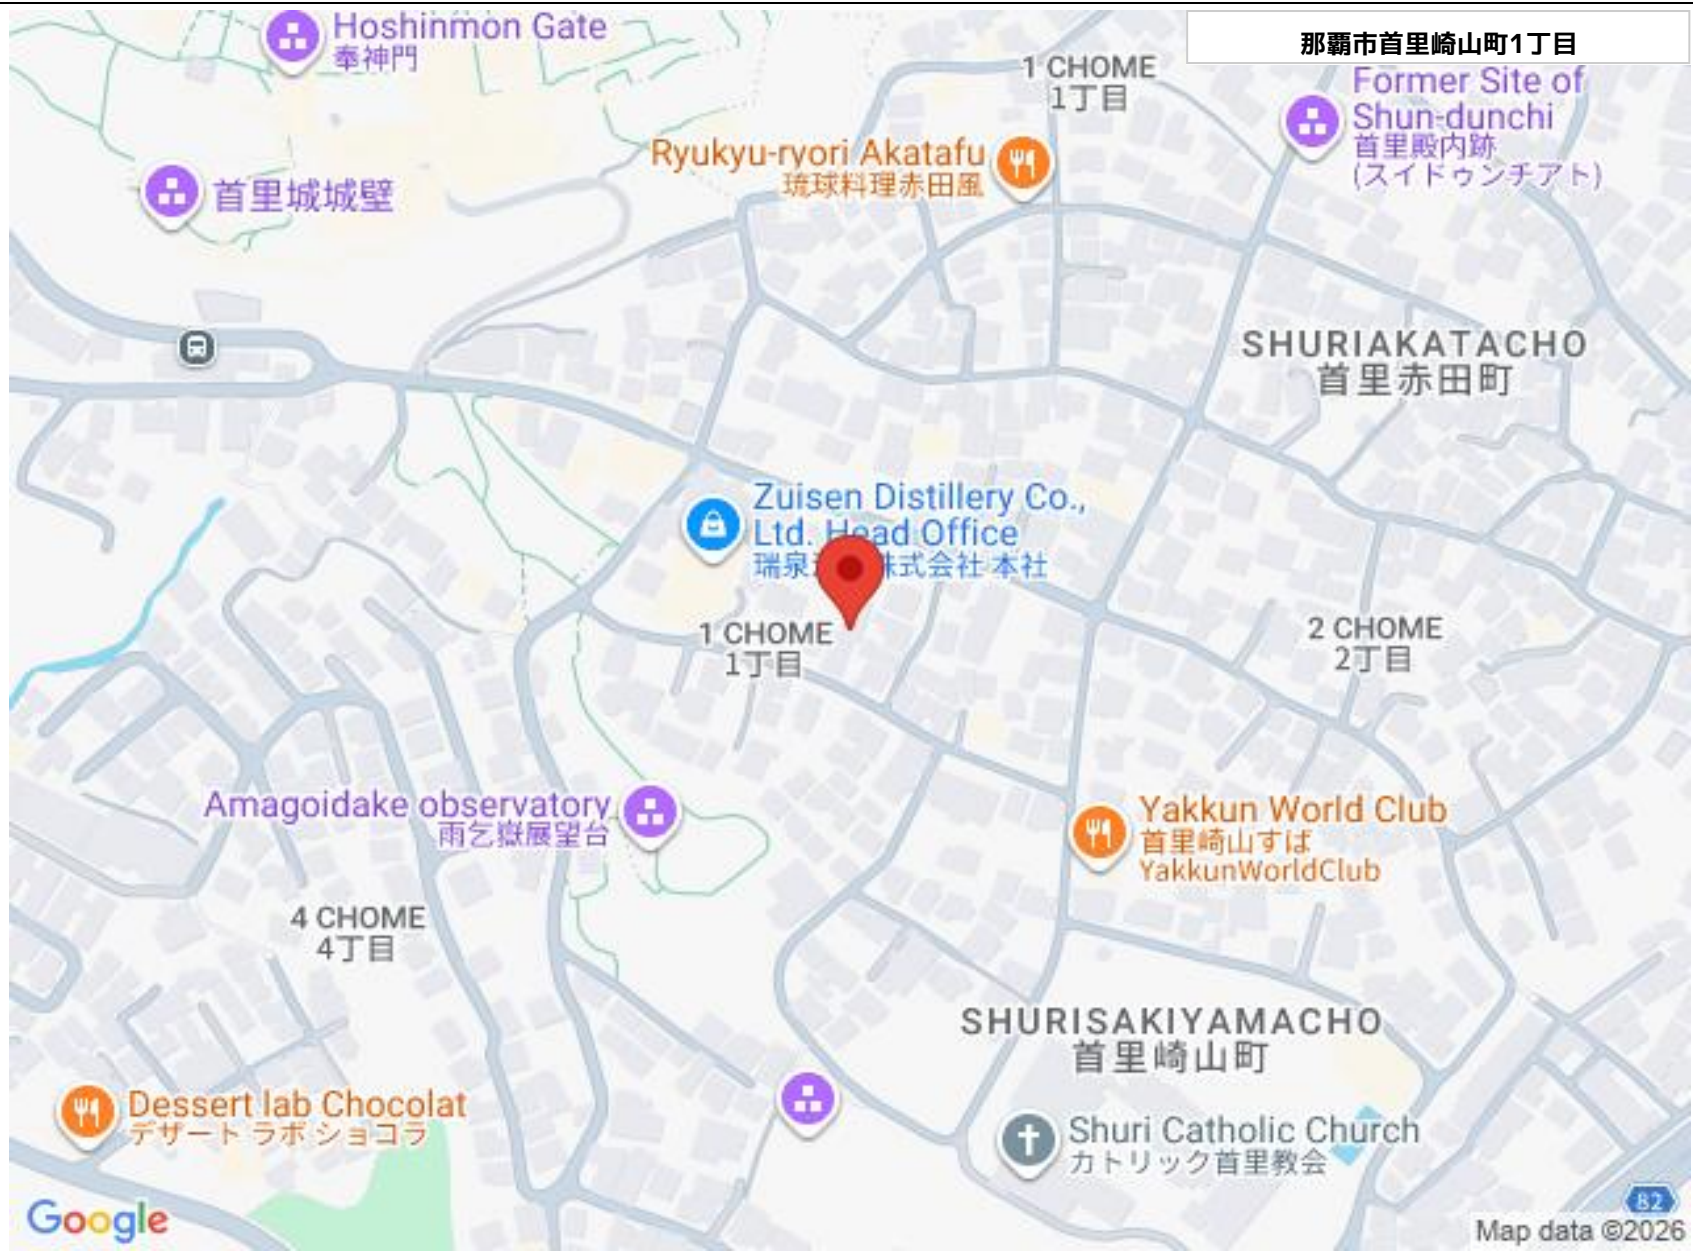 那覇市首里崎山町1丁目
Hoshinmon Gate
奉神門
1 CHOME
1丁目
Former Site of
Shun-dunchi
首里殿内跡
(スイドゥンチアト)
Ryukyu-ryori Akatafu
琉球料理赤田風
首里城城壁
SHURIAKATACHO
首里赤田町
Zuisen Distillery Co.,
Ltd. Head Office
瑞泉 株式会社 本社
1 CHOME
1丁目
2 CHOME
2丁目
Amagoidake observatory
雨乞嶽展望台
Yakkun World Club
首里崎山すば
YakkunWorldClub
4 CHOME
4丁目
SHURISAKIYAMACHO
首里崎山町
Dessert lab Chocolat
デザート ラボ ショコラ
Shuri Catholic Church
カトリック首里教会
82
Google
Map data ©2026